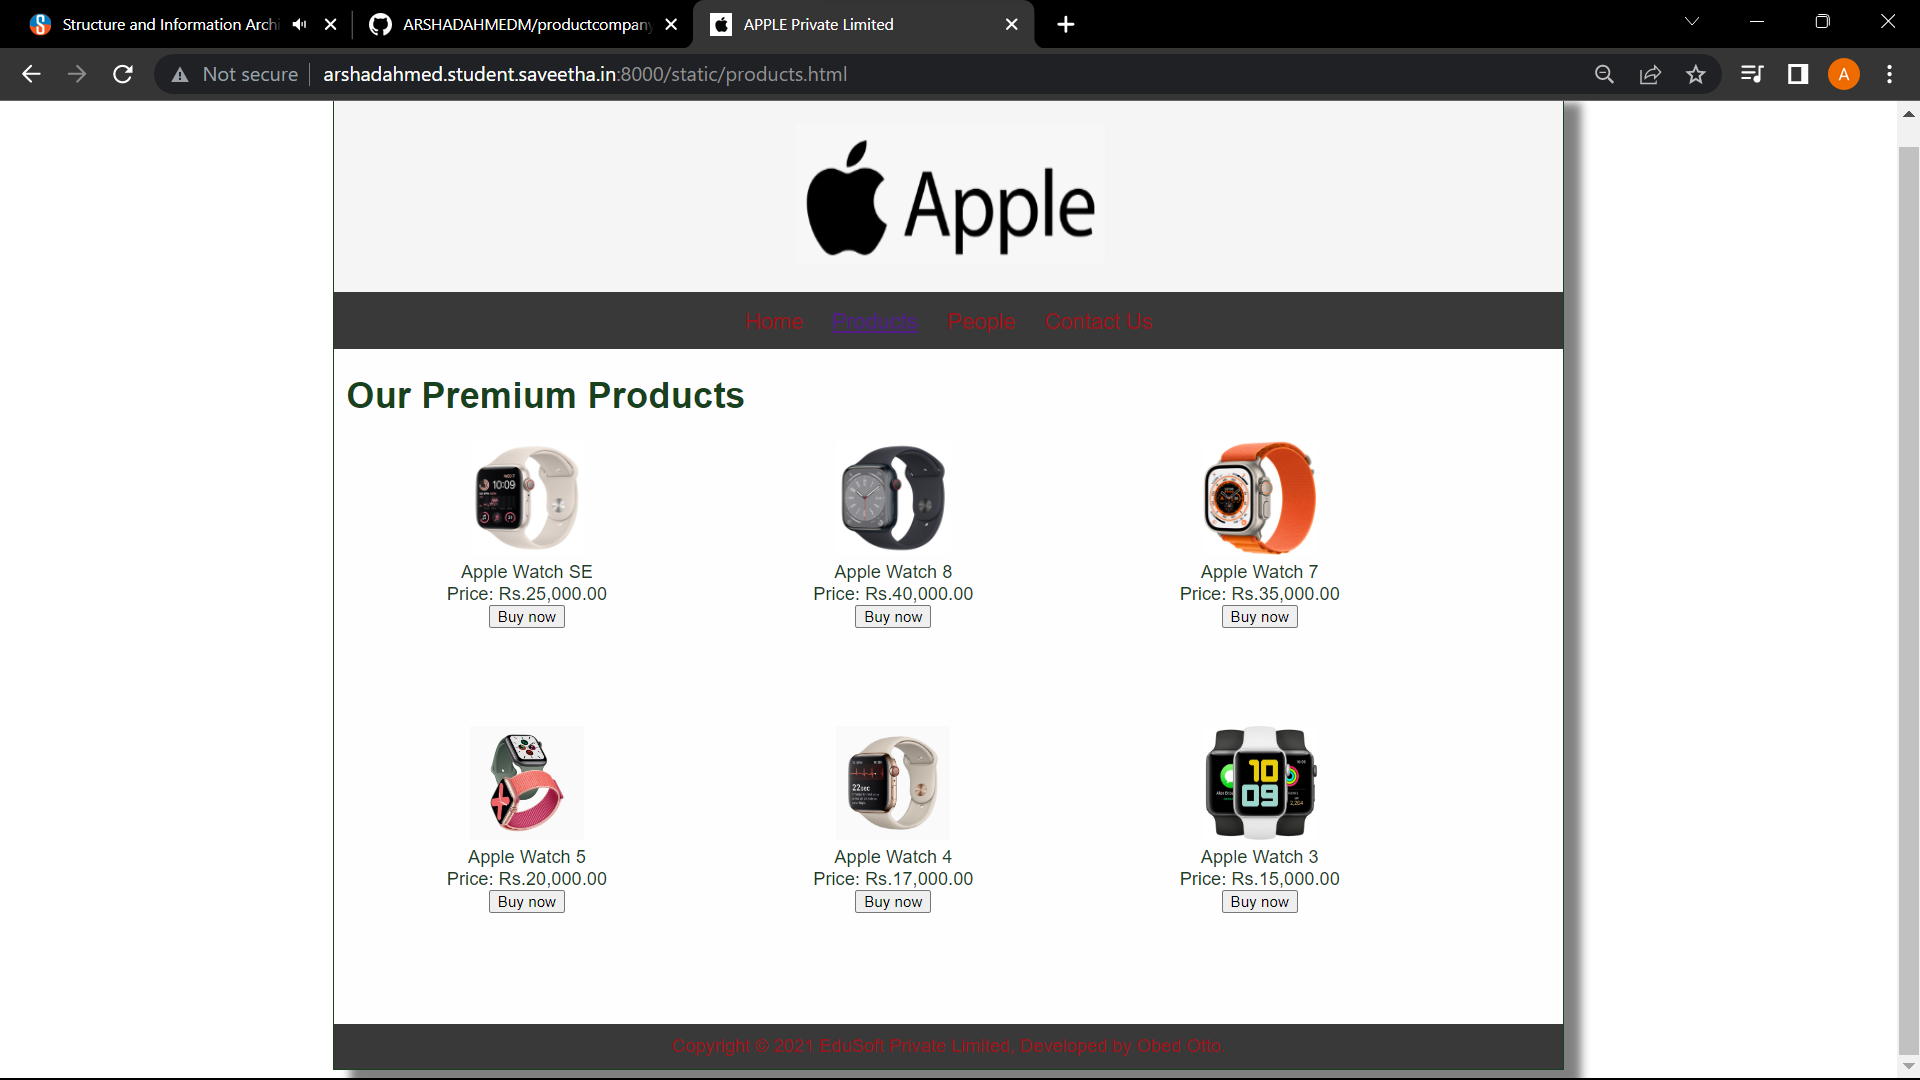 Structure and Information Archi
ARSHADAHMEDM/productcompany
APPLE Private Limited
Not secure
arshadahmed.student.saveetha.in:8000/static/products.html
A
Apple
Home Products People Contact Us
Our Premium Products
10:09
Apple Watch SE
Price: Rs.25,000.00
Buy now
Apple Watch 8
Price: Rs.40,000.00
Buy now
Apple Watch 7
Price: Rs.35,000.00
Buy now
22sec
10
09
Apple Watch 5
Price: Rs.20,000.00
Buy now
Apple Watch 4
Price: Rs.17,000.00
Buy now
Apple Watch 3
Price: Rs.15,000.00
Buy now
Copyright © 2021 EduSoft Private Limited, Developed by Obed Otto.